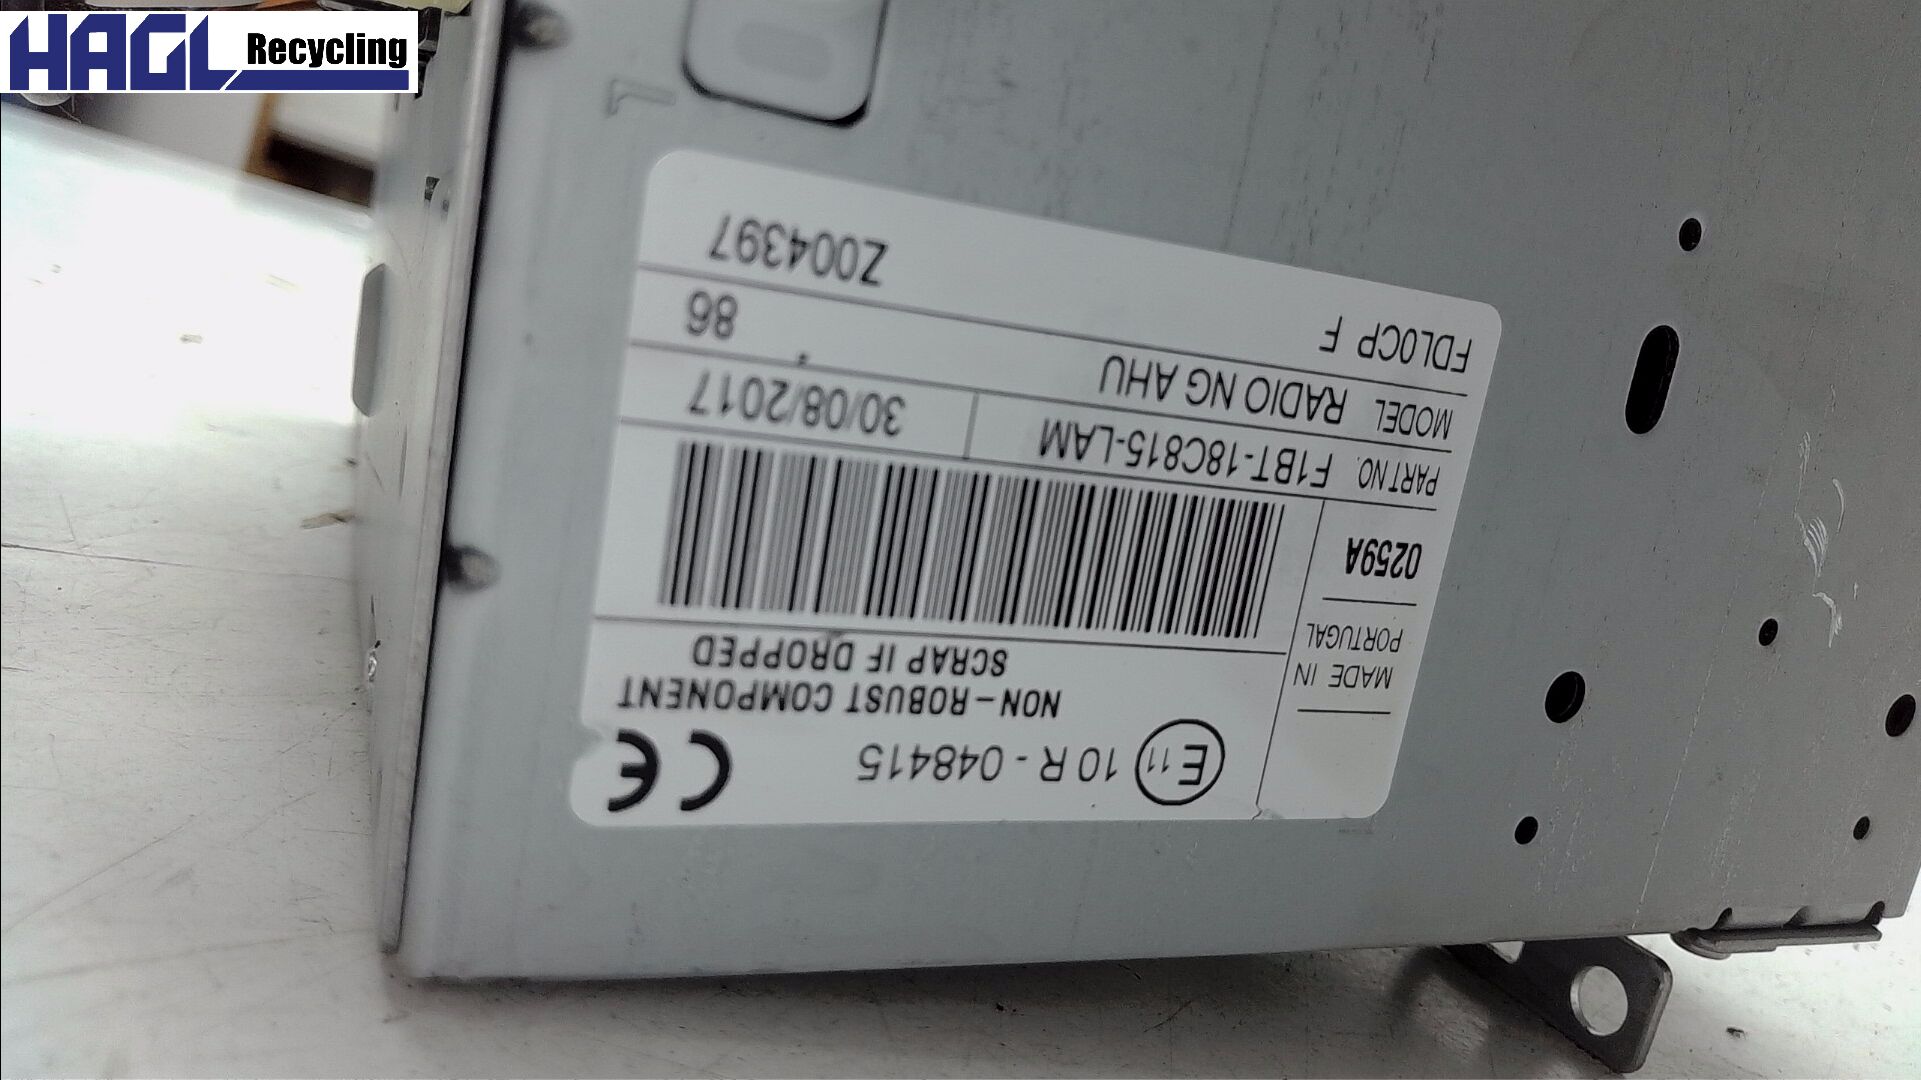 HAGL Recycling
FDL0CP F Z004397
MODEL RADIO NG AHU 86
PART NO. F1BT-18C815-LAM 30/08/2017
0259A
MADE IN
PORTUGAL
SCRAP IF DROPPED
NON-ROBUST COMPONENT
E11 10 R - 048415 CE